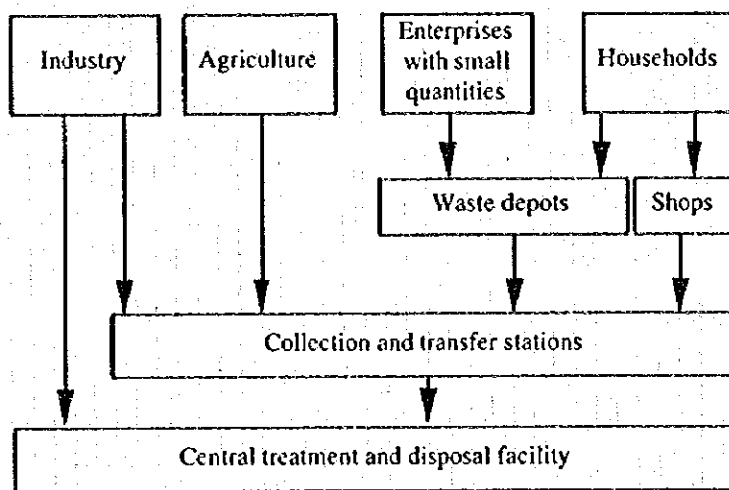 Industry
Agriculture
Enterprises
with small
quantities
Households
Waste depots
Shops
Collection and transfer stations
Central treatment and disposal facility